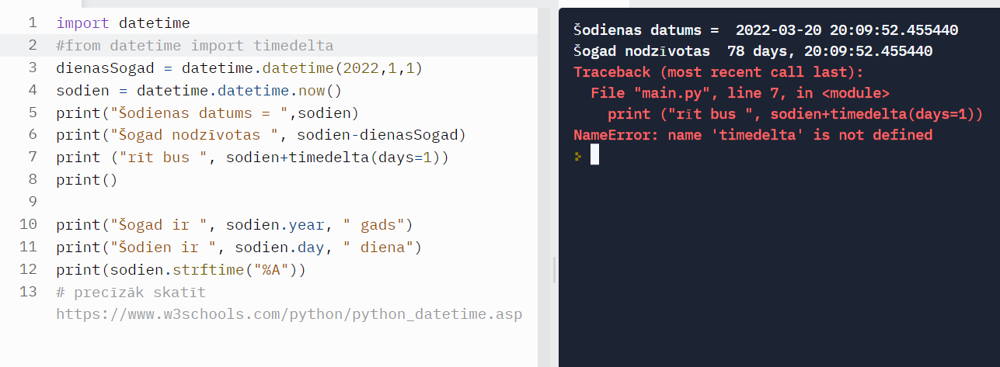 1 import datetime
2 #from datetime import timedelta
3 dienasSogad = datetime.datetime(2022,1,1)
4 sodien = datetime.datetime.now()
5 print("Šodienas datums = ",sodien)
6 print("Šogad nodzīvotas ", sodien-dienasSogad)
7 print ("rīt bus ", sodien+timedelta(days=1))
8 print()
9
10 print("Šogad ir ", sodien.year, " gads")
11 print("Šodien ir ", sodien.day, " diena")
12 print(sodien.strftime("%A"))
13 # precīzāk skatīt
https://www.w3schools.com/python/python_datetime.asp
Šodienas datums =  2022-03-20 20:09:52.455440
Šogad nodzīvotas  78 days, 20:09:52.455440
Traceback (most recent call last):
  File "main.py", line 7, in <module>
    print ("rīt bus ", sodien+timedelta(days=1))
NameError: name 'timedelta' is not defined